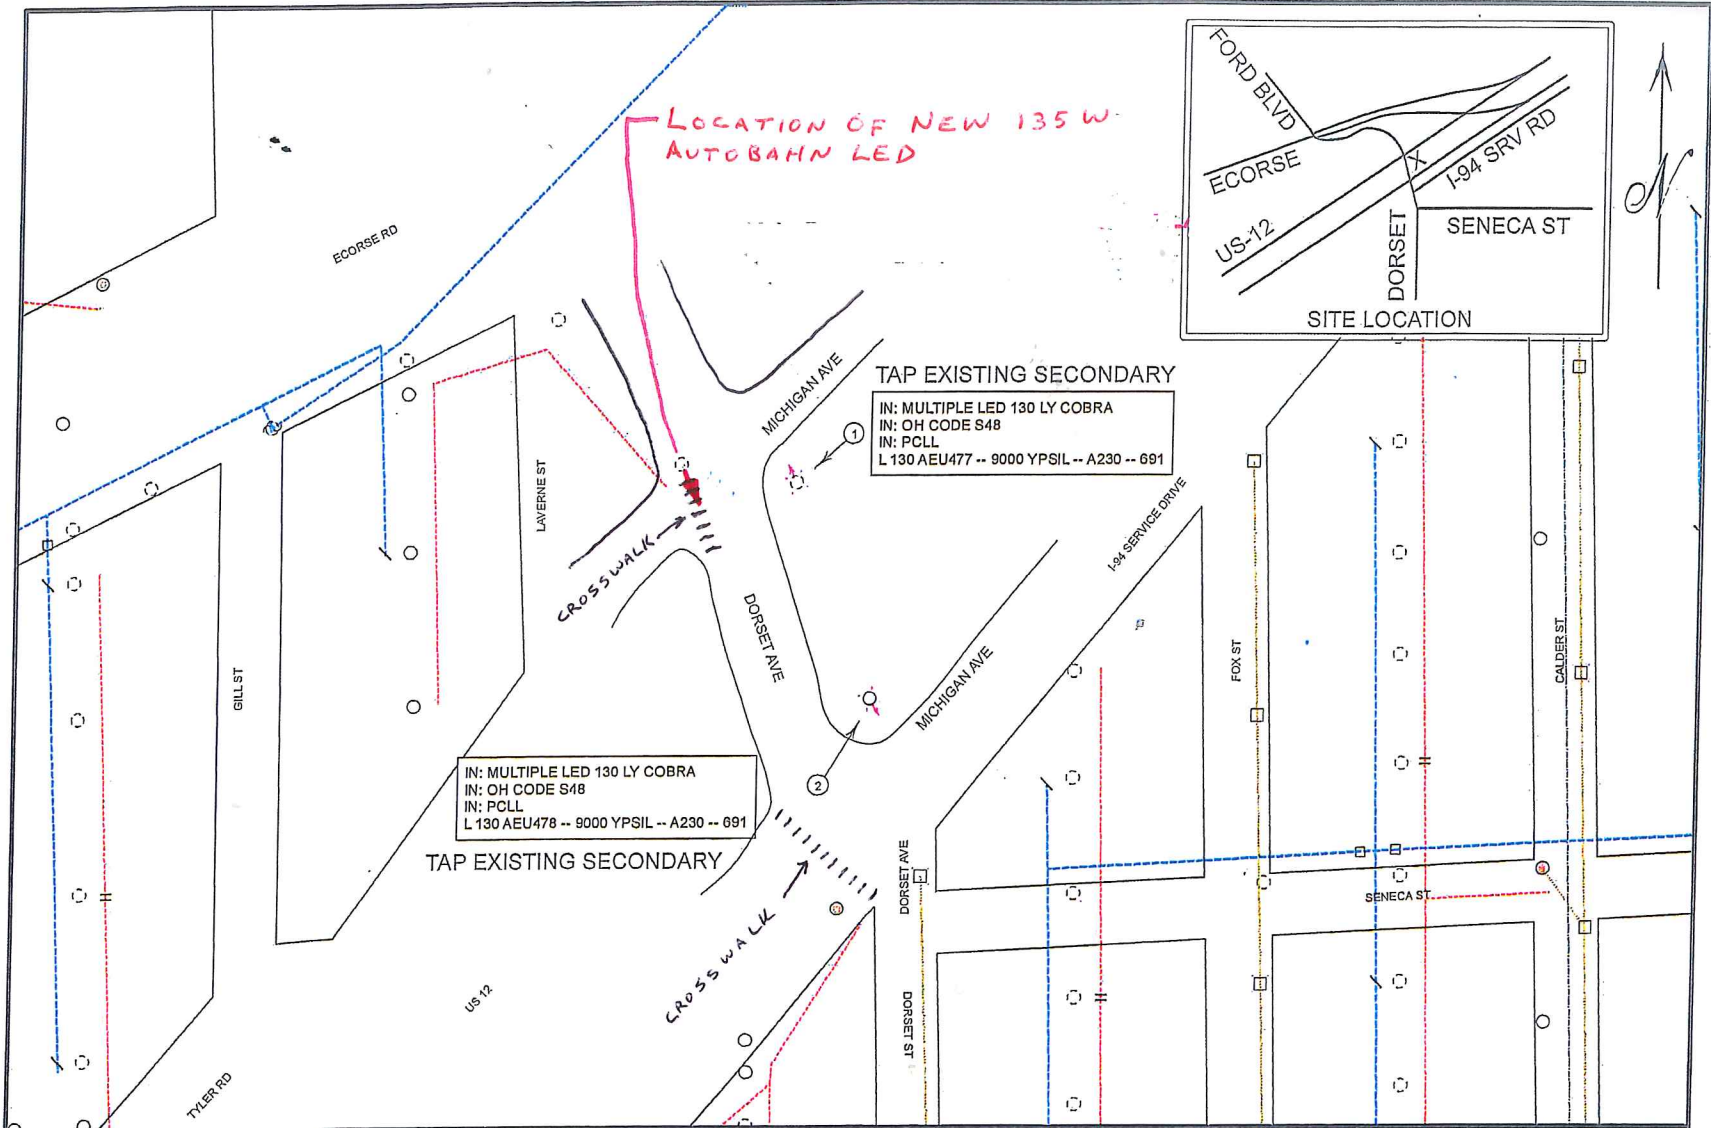 LOCATION OF NEW 135 W
AUTOBAHN LED
FORD BLVD
ECORSE
US-12
X
I-94 SRV RD
DORSET
SENECA ST
SITE LOCATION
N
ECORSE RD
MICHIGAN AVE
TAP EXISTING SECONDARY
IN: MULTIPLE LED 130 LY COBRA
IN: OH CODE S48
IN: PCLL
L 130 AEU477 -- 9000 YPSIL -- A230 -- 691
1
LAVERNE ST
CROSSWALK
I-94 SERVICE DRIVE
DORSET AVE
GILL ST
FOX ST
CALDER ST
MICHIGAN AVE
2
IN: MULTIPLE LED 130 LY COBRA
IN: OH CODE S48
IN: PCLL
L 130 AEU478 -- 9000 YPSIL -- A230 -- 691
TAP EXISTING SECONDARY
DORSET AVE
SENECA ST
CROSSWALK
US 12
DORSET ST
TYLER RD